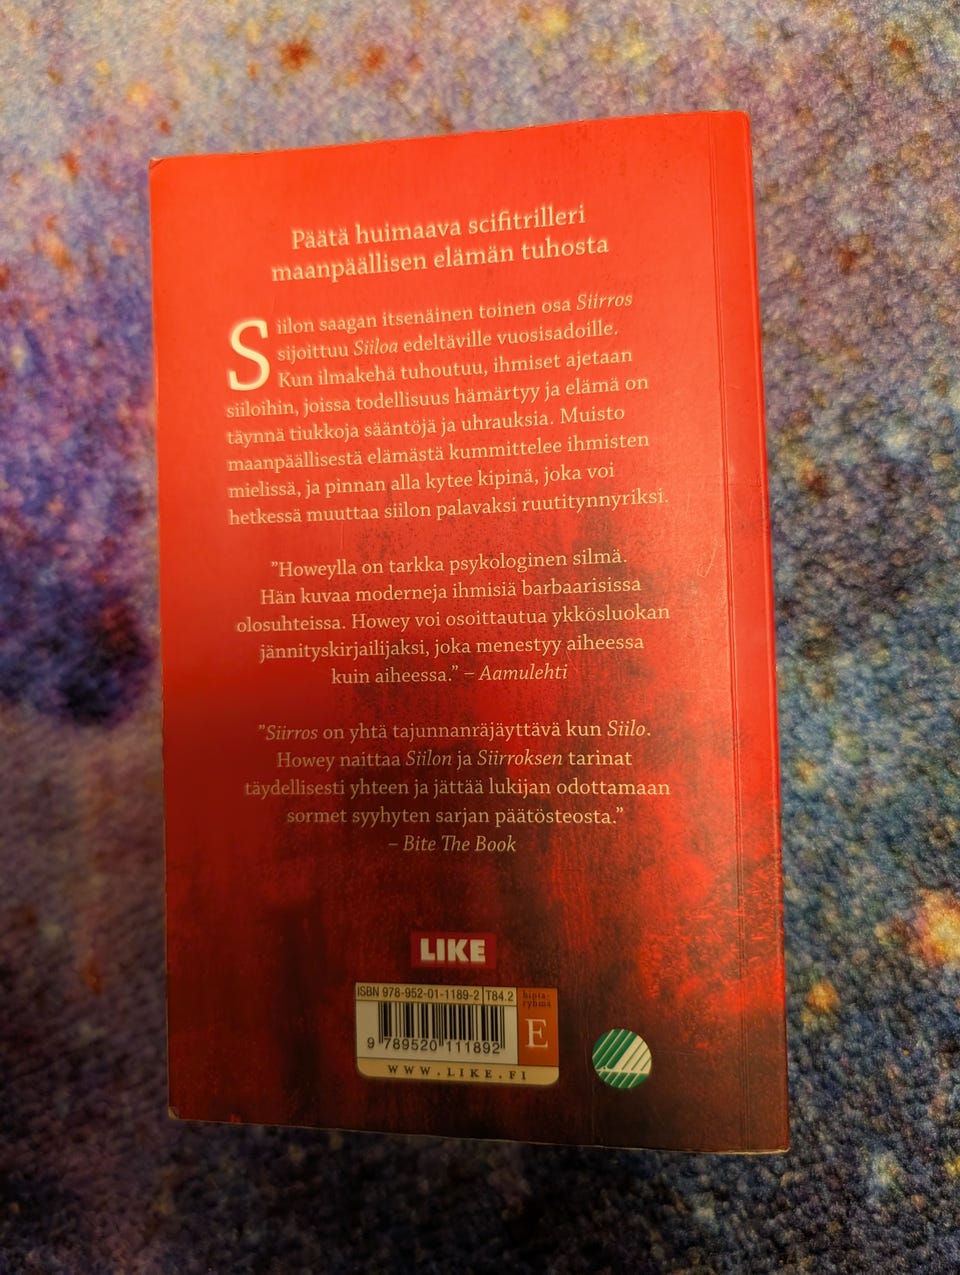 Päätä huimaava scifitrilleri
maanpäällisen elämän tuhosta
Siilon saagan itsenäinen toinen osa Siirros
sijoittuu Siiloa edeltäville vuosisadoille.
Kun ilmakehä tuhoutuu, ihmiset ajetaan
siiloihin, joissa todellisuus hämärtyy ja elämä on
täynnä tiukkoja sääntöjä ja uhrauksia. Muisto
maanpäällisestä elämästä kummittelee ihmisten
mielissä, ja pinnan alla kytee kipinä, joka voi
hetkessä muuttaa siilon palavaksi ruutitynnyriksi.
”Howeylla on tarkka psykologinen silmä.
Hän kuvaa moderneja ihmisiä barbaarisissa
olosuhteissa. Howey voi osoittautua ykkösluokan
jännityskirjailijaksi, joka menestyy aiheessa
kuin aiheessa.” – Aamulehti
”Siirros on yhtä tajunnanräjäyttävä kun Siilo.
Howey naittaa Siilon ja Siirroksen tarinat
täydellisesti yhteen ja jättää lukijan odottamaan
sormet syyhyten sarjan päätösteosta.”
– Bite The Book
LIKE
ISBN 978-952-01-1189-2 T84.2
hinta-
ryhmä
E
9 789520 111892
WWW.LIKE.FI